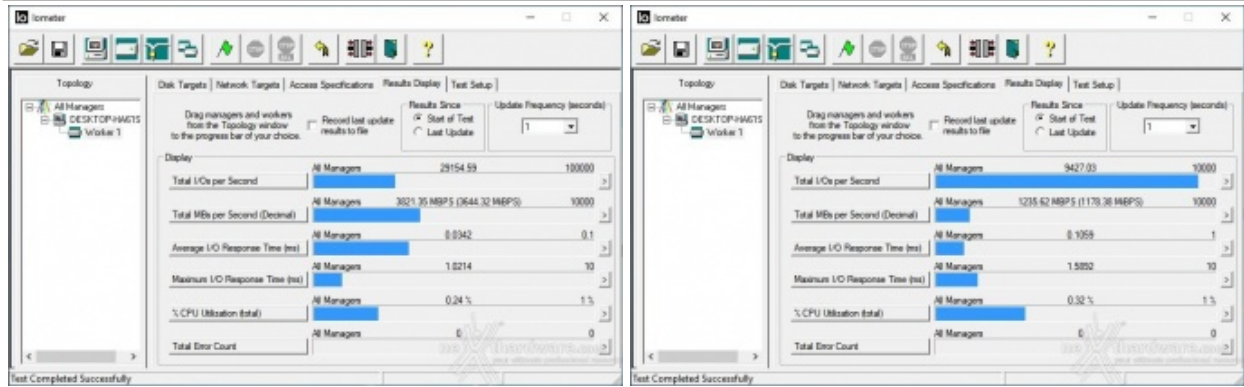 Iometer
Topology
All Managers
DESKTOP-HAG1S
Worker 1
Disk Targets | Network Targets | Access Specifications | Results Display | Test Setup
Drag managers and workers
from the Topology window
to the progress bar of your choice.
Record last update
results to file
Results Since
Start of Test
Last Update
Update Frequency (seconds)
1
Display
All Managers 29154.59 100000
Total I/Os per Second
All Managers 3821.35 MBPS (3644.32 MiBPS) 10000
Total MBs per Second (Decimal)
All Managers 0.0342 0.1
Average I/O Response Time (ms)
All Managers 1.0214 10
Maximum I/O Response Time (ms)
All Managers 0.24 % 1 %
% CPU Utilisation (total)
All Managers 0 0
Total Error Count
Test Completed Successfully
Iometer
Topology
All Managers
DESKTOP-HAG1S
Worker 1
Disk Targets | Network Targets | Access Specifications | Results Display | Test Setup
Drag managers and workers
from the Topology window
to the progress bar of your choice.
Record last update
results to file
Results Since
Start of Test
Last Update
Update Frequency (seconds)
1
Display
All Managers 9427.03 10000
Total I/Os per Second
All Managers 1235.62 MBPS (1178.38 MiBPS) 10000
Total MBs per Second (Decimal)
All Managers 0.1059 1
Average I/O Response Time (ms)
All Managers 1.5892 10
Maximum I/O Response Time (ms)
All Managers 0.32 % 1 %
% CPU Utilisation (total)
All Managers 0 0
Total Error Count
Test Completed Successfully